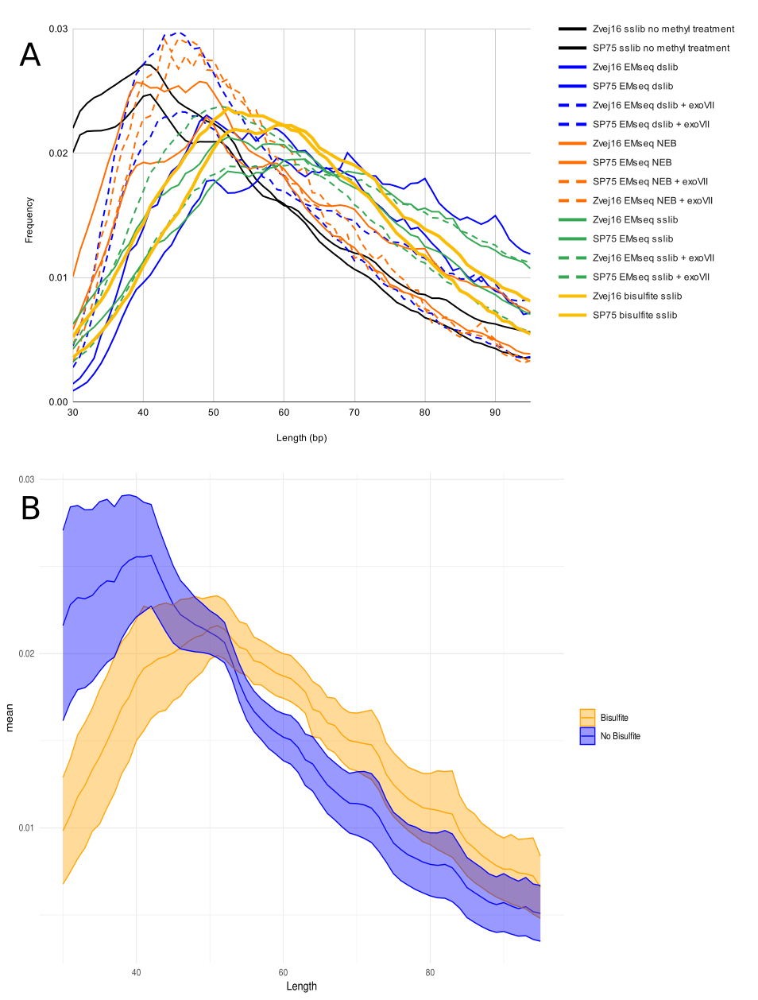 A
0.03
0.02
0.01
0.00
Frequency
30 40 50 60 70 80 90
Length (bp)
Zvej16 sslib no methyl treatment
SP75 sslib no methyl treatment
Zvej16 EMseq dslib
SP75 EMseq dslib
Zvej16 EMseq dslib + exoVII
SP75 EMseq dslib + exoVII
Zvej16 EMseq NEB
SP75 EMseq NEB
SP75 EMseq NEB + exoVII
Zvej16 EMseq NEB + exoVII
Zvej16 EMseq sslib
SP75 EMseq sslib
Zvej16 EMseq sslib + exoVII
SP75 EMseq sslib + exoVII
Zvej16 bisulfite sslib
SP75 bisulfite sslib
B
0.03
0.02
0.01
mean
40 60 80
Length
Bisulfite
No Bisulfite